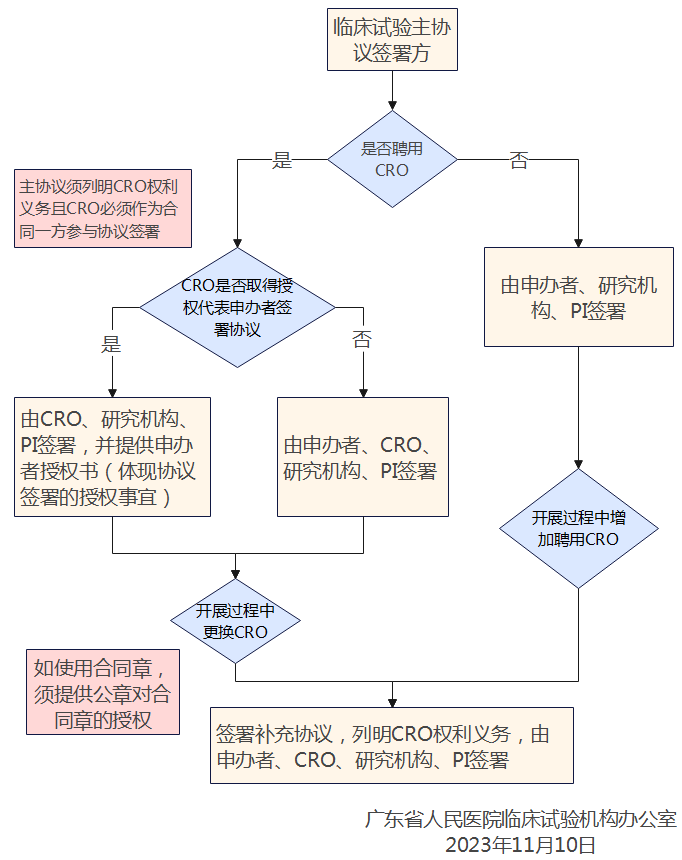 临床试验主协
议签署方
是否聘用
CRO
是
否
主协议须列明CRO权利
义务且CRO必须作为合
同一方参与协议签署
CRO是否取得授
权代表申办者签
署协议
由申办者、研究机
构、PI签署
是
否
由CRO、研究机构、
PI签署，并提供申办
者授权书（体现协议
签署的授权事宜）
由申办者、CRO、
研究机构、PI签署
开展过程中增
加聘用CRO
开展过程中
更换CRO
如使用合同章，
须提供公章对合
同章的授权
签署补充协议，列明CRO权利义务，由
申办者、CRO、研究机构、PI签署
广东省人民医院临床试验机构办公室
2023年11月10日